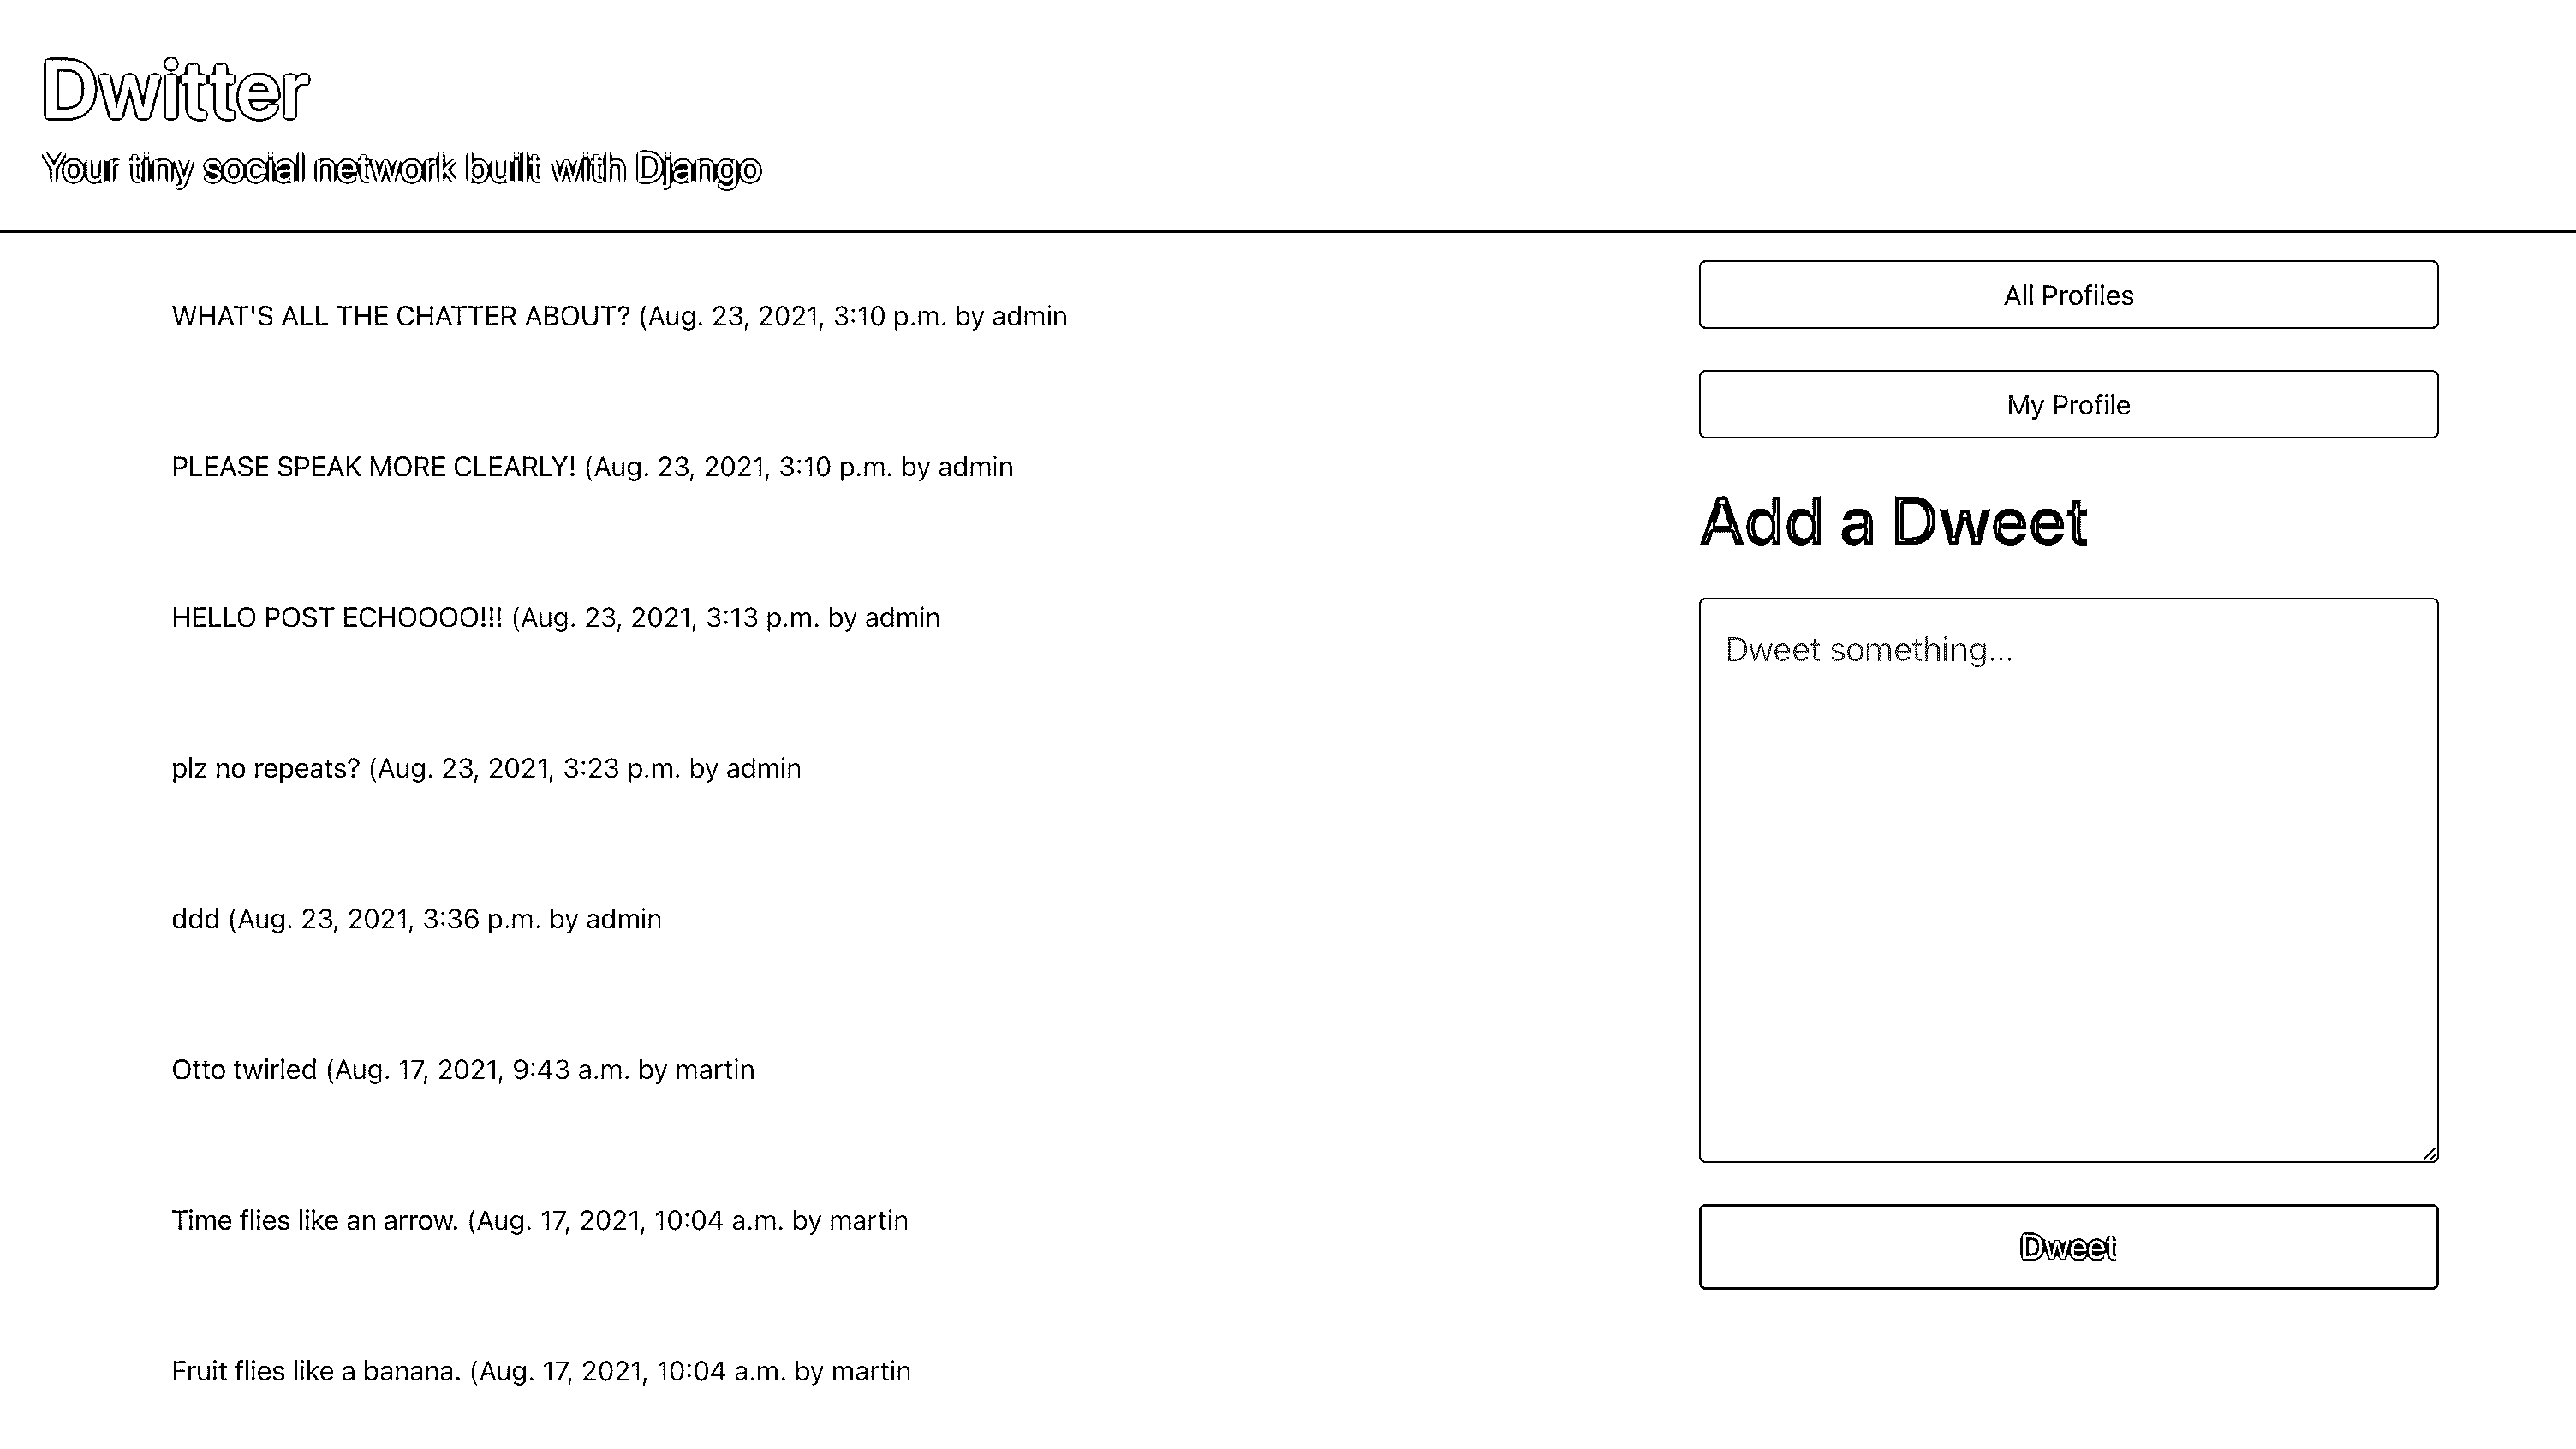 Dwitter
Your tiny social network built with Django
WHAT'S ALL THE CHATTER ABOUT? (Aug. 23, 2021, 3:10 p.m. by admin
PLEASE SPEAK MORE CLEARLY! (Aug. 23, 2021, 3:10 p.m. by admin
HELLO POST ECHOOOO!!! (Aug. 23, 2021, 3:13 p.m. by admin
plz no repeats? (Aug. 23, 2021, 3:23 p.m. by admin
ddd (Aug. 23, 2021, 3:36 p.m. by admin
Otto twirled (Aug. 17, 2021, 9:43 a.m. by martin
Time flies like an arrow. (Aug. 17, 2021, 10:04 a.m. by martin
Fruit flies like a banana. (Aug. 17, 2021, 10:04 a.m. by martin
All Profiles
My Profile
Add a Dweet
Dweet something...
Dweet